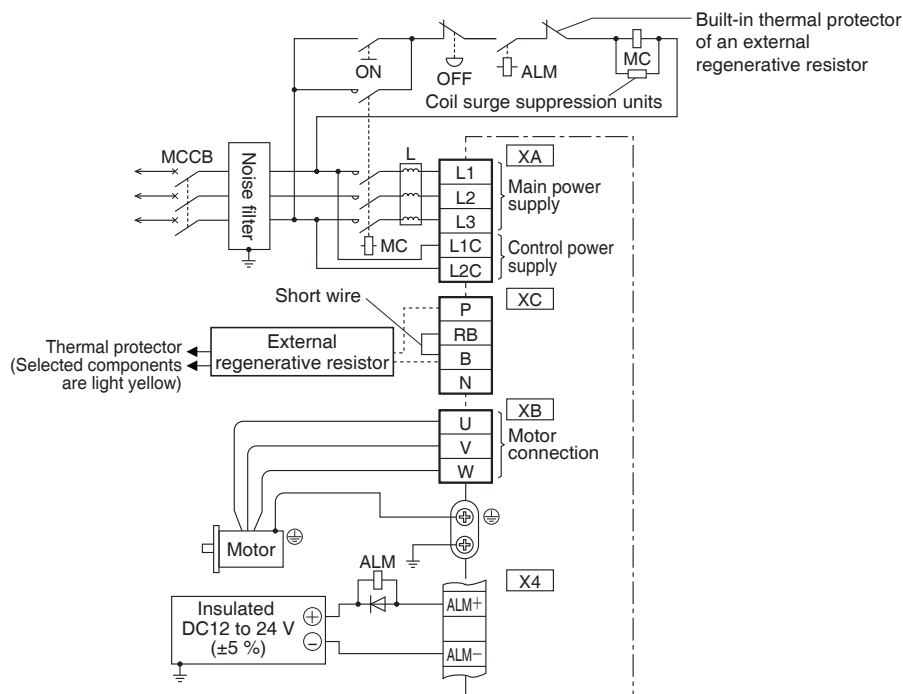 Built-in thermal protector
of an external
regenerative resistor
ON
OFF
ALM
MC
Coil surge suppression units
MCCB
Noise filter
L
MC
XA
L1
L2
L3
Main power
supply
L1C
L2C
Control power
supply
Short wire
XC
P
RB
B
N
Thermal protector
(Selected components
are light yellow)
External
regenerative resistor
XB
U
V
W
Motor
connection
Motor
ALM
X4
Insulated
DC12 to 24 V
(±5 %)
+
−
ALM+
ALM−